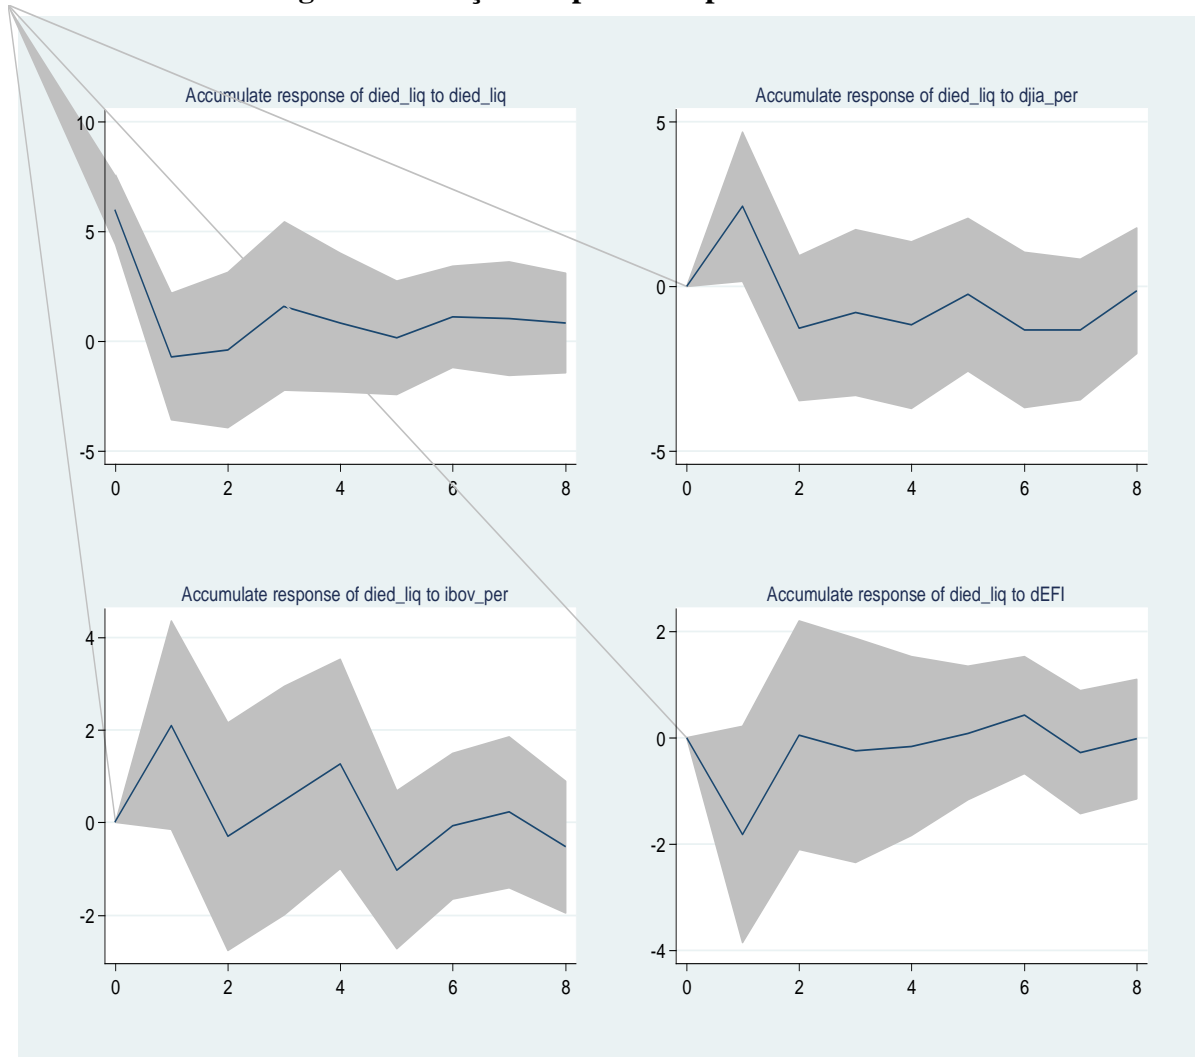 Accumulate response of died_liq to died_liq
10
5
0
-5
0 2 4 6 8
Accumulate response of died_liq to djia_per
5
0
-5
0 2 4 6 8
Accumulate response of died_liq to ibov_per
4
2
0
-2
0 2 4 6 8
Accumulate response of died_liq to dEFI
2
0
-2
-4
0 2 4 6 8